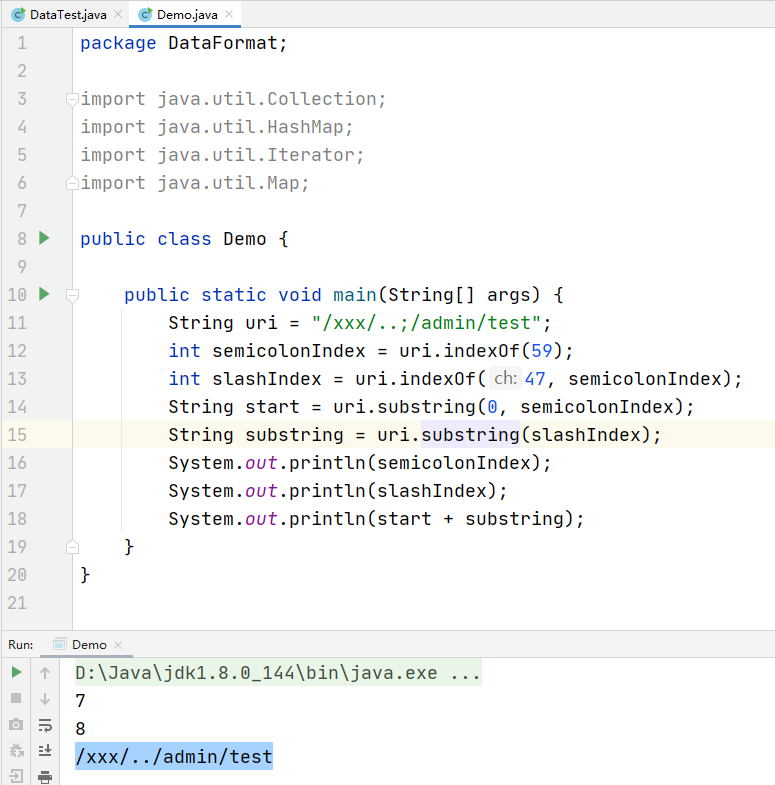 DataTest.java Demo.java
1 package DataFormat;
2
3 import java.util.Collection;
4 import java.util.HashMap;
5 import java.util.Iterator;
6 import java.util.Map;
7
8 public class Demo {
9
10 public static void main(String[] args) {
11 String uri = "/xxx/..;/admin/test";
12 int semicolonIndex = uri.indexOf(59);
13 int slashIndex = uri.indexOf( ch: 47, semicolonIndex);
14 String start = uri.substring(0, semicolonIndex);
15 String substring = uri.substring(slashIndex);
16 System.out.println(semicolonIndex);
17 System.out.println(slashIndex);
18 System.out.println(start + substring);
19 }
20 }
21
Run: Demo
D:\Java\jdk1.8.0_144\bin\java.exe ...
7
8
/xxx/../admin/test